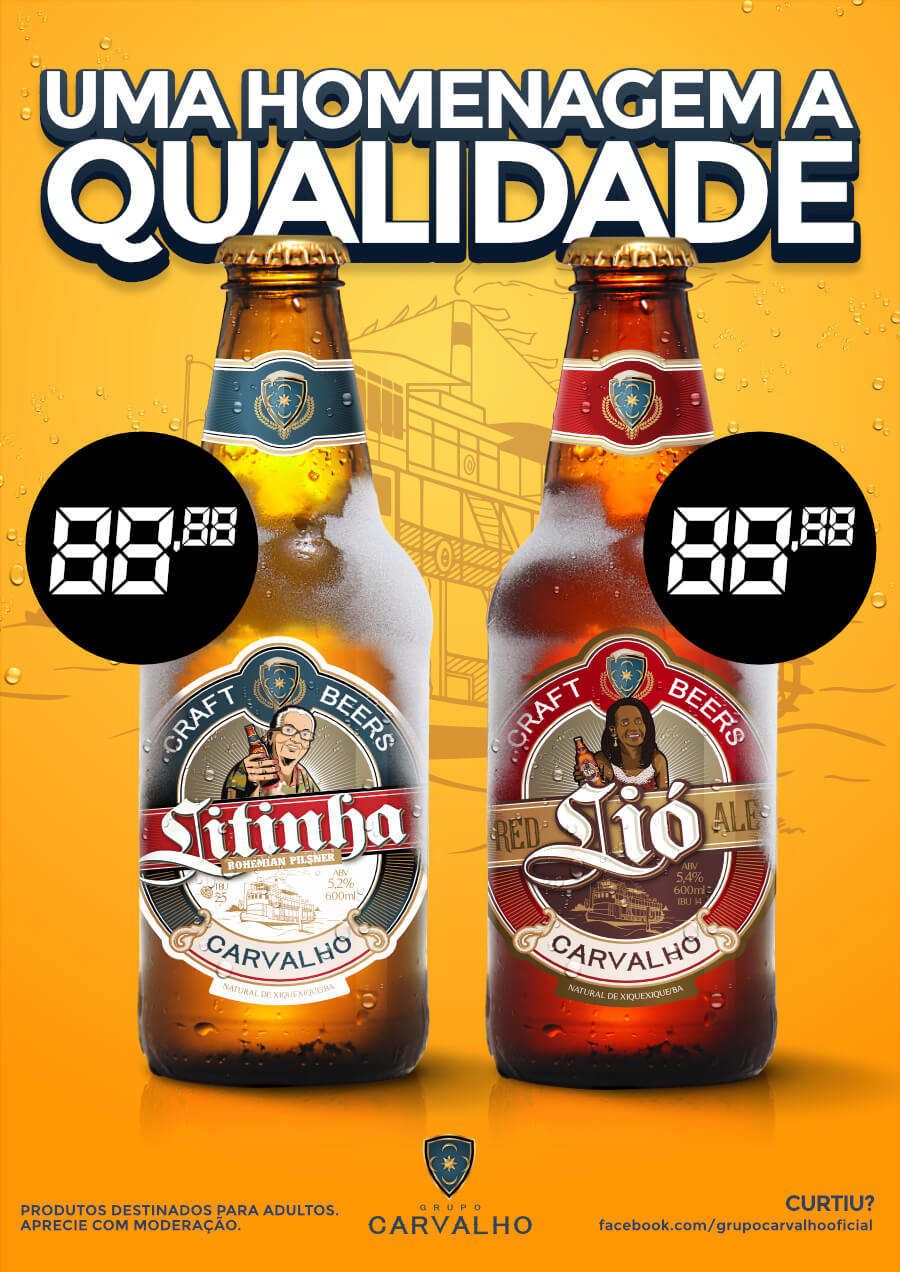 UMA HOMENAGEM A
QUALIDADE
88,88
88,88
CRAFT BEERS
Litinha
BOHEMIAN PILSNER
IBU
25
ABV
5,2%
600ml
CARVALHO
NATURAL DE XIQUEXIQUE/BA
CRAFT BEERS
RED Lió ALE
ABV
5,4%
600ml
IBU 14
CARVALHO
NATURAL DE XIQUEXIQUE/BA
GRUPO
CARVALHO
PRODUTOS DESTINADOS PARA ADULTOS.
APRECIE COM MODERAÇÃO.
CURTIU?
facebook.com/grupocarvalhooficial